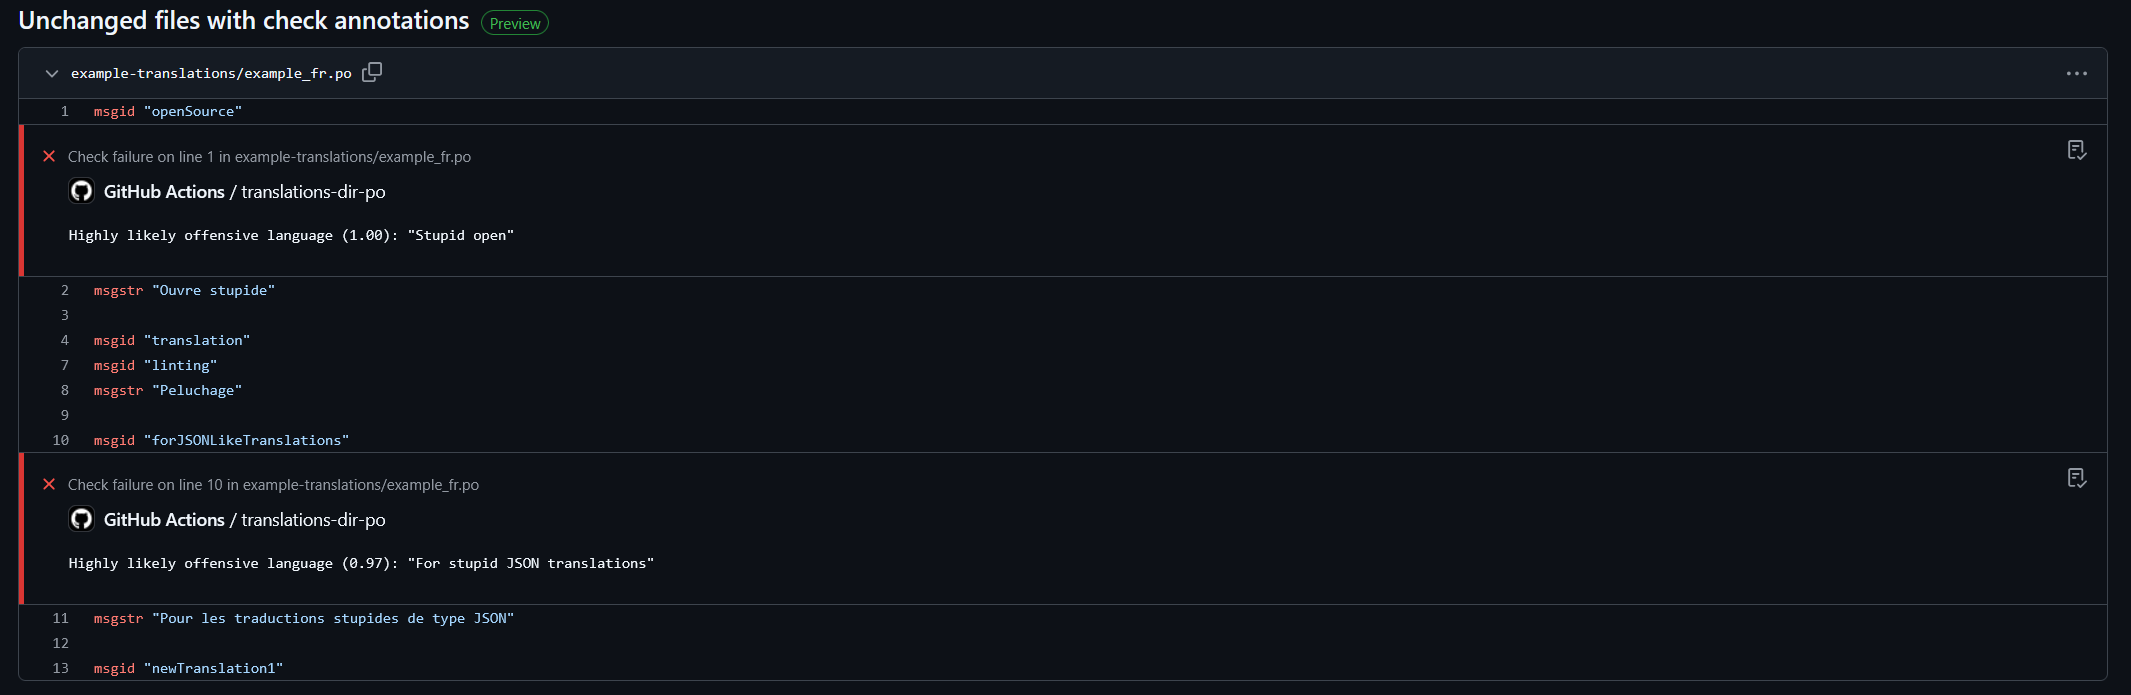 Unchanged files with check annotations Preview
example-translations/example_fr.po
1 msgid "openSource"
Check failure on line 1 in example-translations/example_fr.po
GitHub Actions / translations-dir-po
Highly likely offensive language (1.00): "Stupid open"
2 msgstr "Ouvre stupide"
3
4 msgid "translation"
7 msgid "linting"
8 msgstr "Peluchage"
9
10 msgid "forJSONLikeTranslations"
Check failure on line 10 in example-translations/example_fr.po
GitHub Actions / translations-dir-po
Highly likely offensive language (0.97): "For stupid JSON translations"
11 msgstr "Pour les traductions stupides de type JSON"
12
13 msgid "newTranslation1"